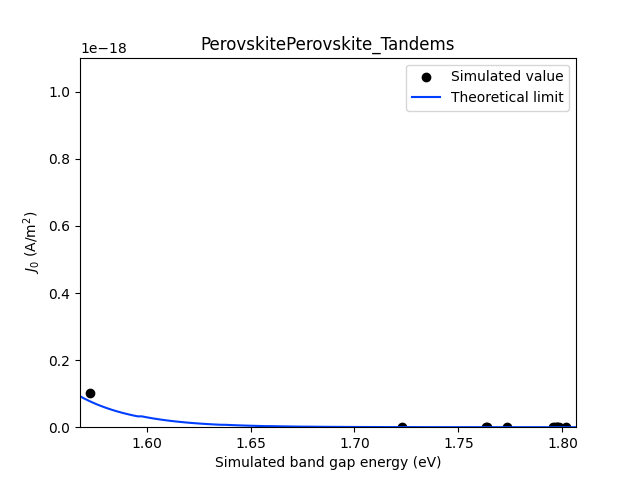 PerovskitePerovskite_Tandems
1e−18
Simulated value
Theoretical limit
1.0
0.8
0.6
0.4
0.2
0.0
J0 (A/m2)
1.60 1.65 1.70 1.75 1.80
Simulated band gap energy (eV)